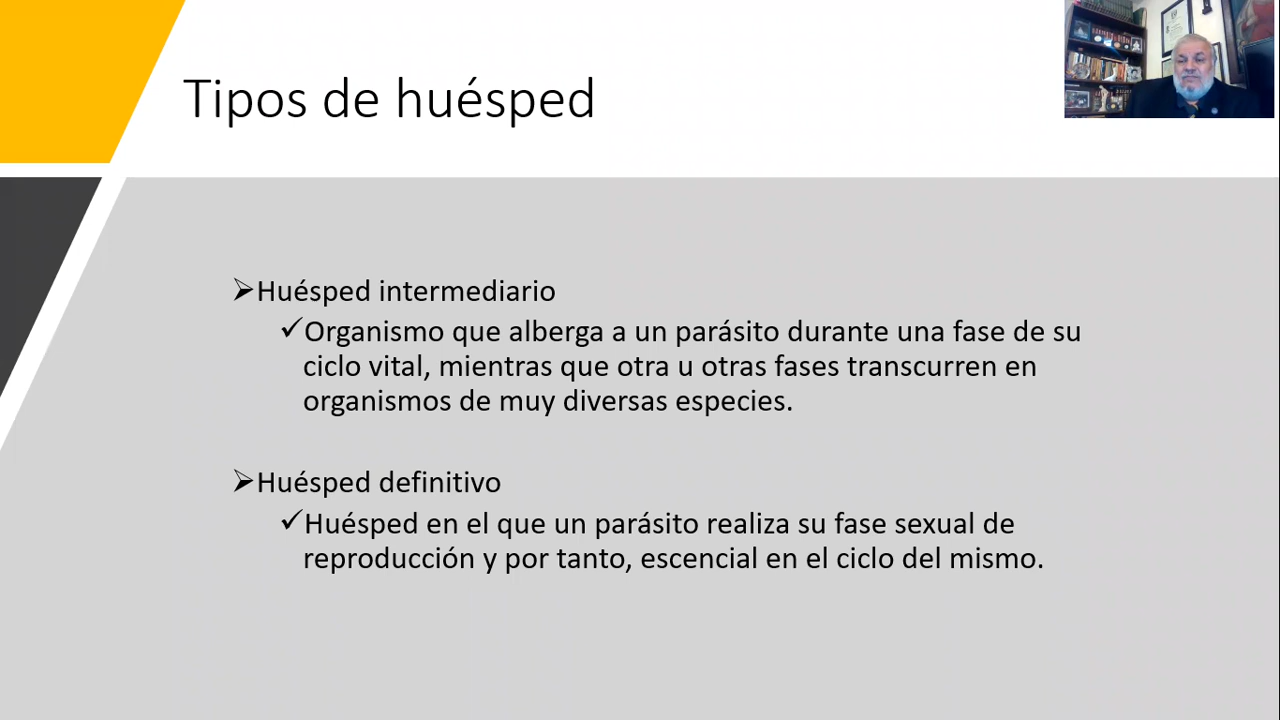 Tipos de huésped
Huésped intermediario
Organismo que alberga a un parásito durante una fase de su
ciclo vital, mientras que otra u otras fases transcurren en
organismos de muy diversas especies.
Huésped definitivo
Huésped en el que un parásito realiza su fase sexual de
reproducción y por tanto, escencial en el ciclo del mismo.